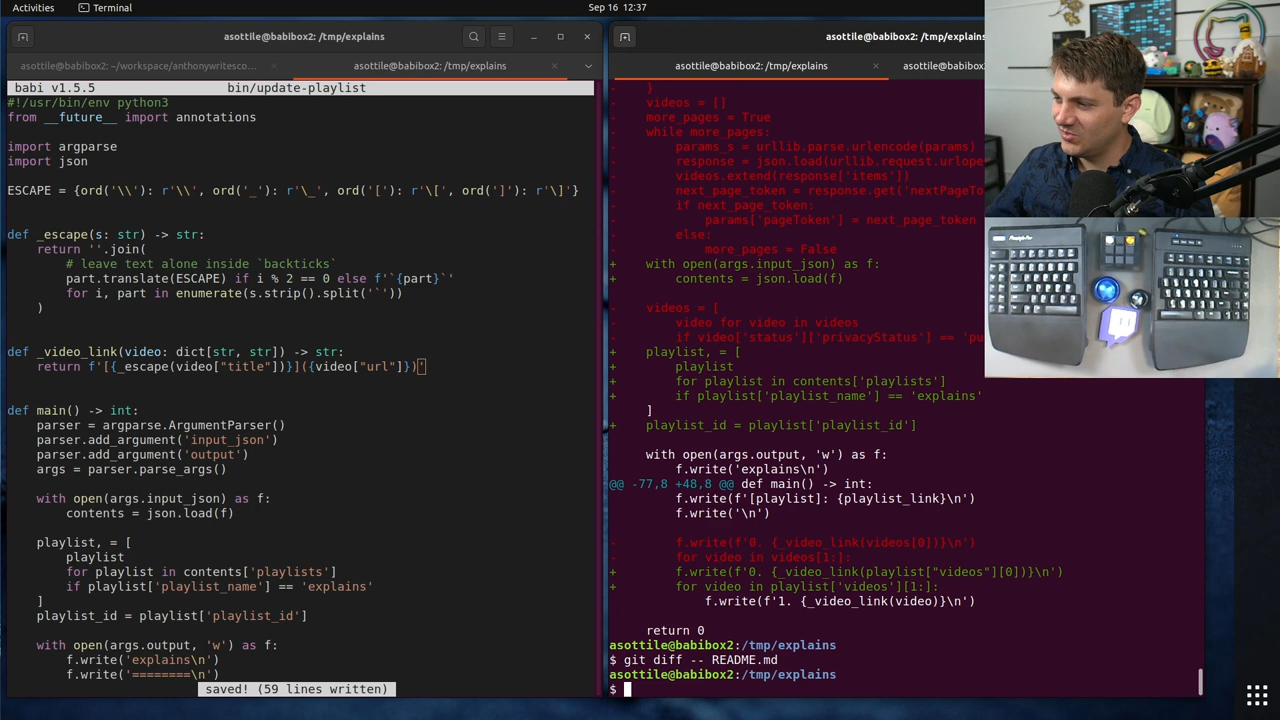 Activities
Terminal
Sep 16 12:37
asottile@babibox2: /tmp/explains
asottile@babibox2: ~/workspace/anthonywritesco...
asottile@babibox2: /tmp/explains
babi v1.5.5 bin/update-playlist
#!/usr/bin/env python3
from __future__ import annotations
import argparse
import json
ESCAPE = {ord('\\'): r'\\', ord('_'): r'\_', ord('['): r'\[', ord(']'): r'\]'}
def _escape(s: str) -> str:
return ''.join(
# leave text alone inside `backticks`
part.translate(ESCAPE) if i % 2 == 0 else f'`{part}`'
for i, part in enumerate(s.strip().split('`'))
)
def _video_link(video: dict[str, str]) -> str:
return f'[{_escape(video["title"])}]({video["url"]})'
def main() -> int:
parser = argparse.ArgumentParser()
parser.add_argument('input_json')
parser.add_argument('output')
args = parser.parse_args()
with open(args.input_json) as f:
contents = json.load(f)
playlist, = [
playlist
for playlist in contents['playlists']
if playlist['playlist_name'] == 'explains'
]
playlist_id = playlist['playlist_id']
with open(args.output, 'w') as f:
f.write('explains\n')
f.write('========\n')
saved! (59 lines written)
asottile@babibox2: /tmp/explains
asottile@babibox2: /tmp/explains
asottile@babibox2:
- }
- videos = []
- more_pages = True
- while more_pages:
- params_s = urllib.parse.urlencode(params)
- response = json.load(urllib.request.urlope
- videos.extend(response['items'])
- next_page_token = response.get('nextPageTo
- if next_page_token:
- params['pageToken'] = next_page_token
- else:
- more_pages = False
+ with open(args.input_json) as f:
+ contents = json.load(f)
- videos = [
- video for video in videos
- if video['status']['privacyStatus'] == 'pu
+ playlist, = [
+ playlist
+ for playlist in contents['playlists']
+ if playlist['playlist_name'] == 'explains'
]
+ playlist_id = playlist['playlist_id']
with open(args.output, 'w') as f:
f.write('explains\n')
@@ -77,8 +48,8 @@ def main() -> int:
f.write(f'[playlist]: {playlist_link}\n')
f.write('\n')
- f.write(f'0. {_video_link(videos[0])}\n')
- for video in videos[1:]:
+ f.write(f'0. {_video_link(playlist["videos"][0])}\n')
+ for video in playlist['videos'][1:]:
f.write(f'1. {_video_link(video)}\n')
return 0
asottile@babibox2:/tmp/explains
$ git diff -- README.md
asottile@babibox2:/tmp/explains
$